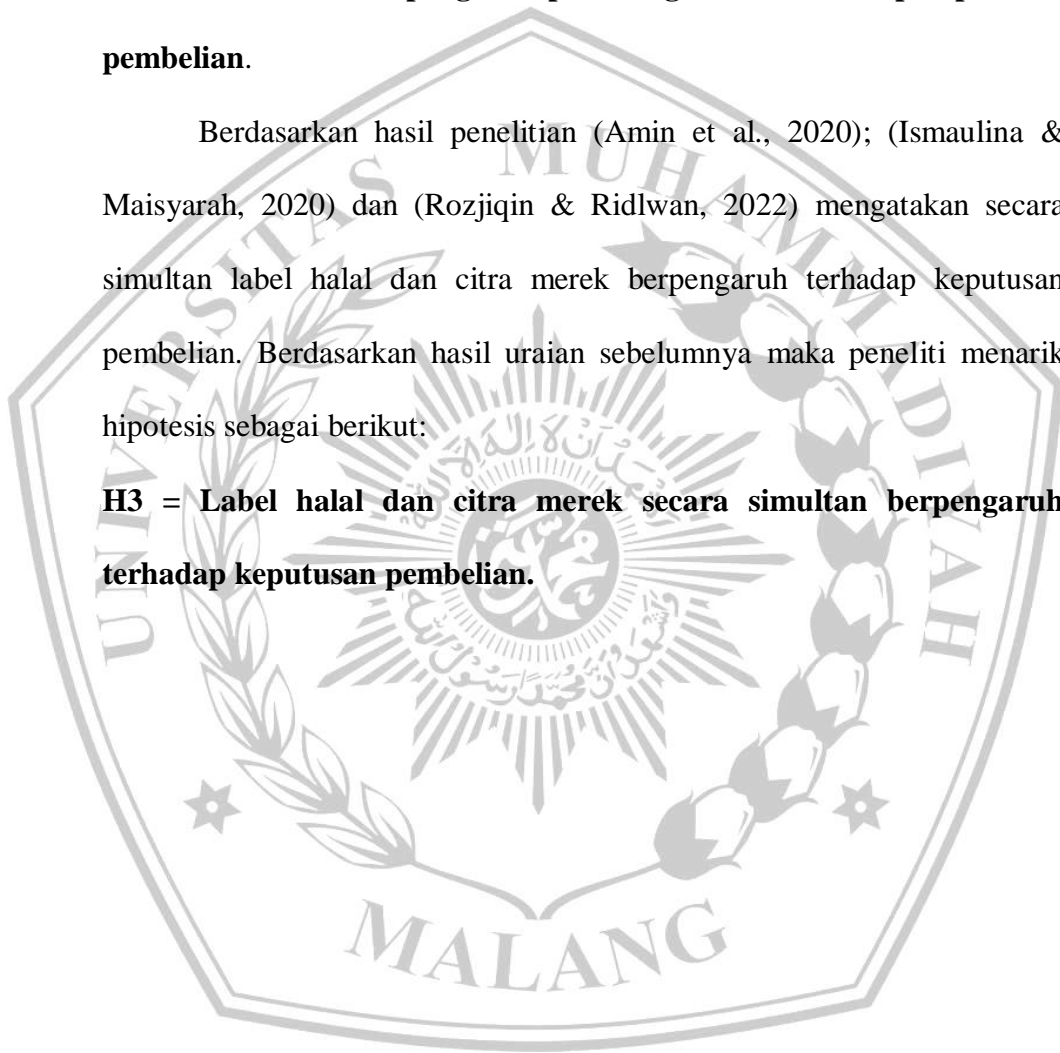 pembelian.
Berdasarkan hasil penelitian (Amin et al., 2020); (Ismaulina &
Maisyarah, 2020) dan (Rozjiqin & Ridlwan, 2022) mengatakan secara
simultan label halal dan citra merek berpengaruh terhadap keputusan
pembelian. Berdasarkan hasil uraian sebelumnya maka peneliti menarik
hipotesis sebagai berikut:
H3 = Label halal dan citra merek secara simultan berpengaruh
terhadap keputusan pembelian.
UNIVERSITAS MUHAMMADIYAH
MALANG